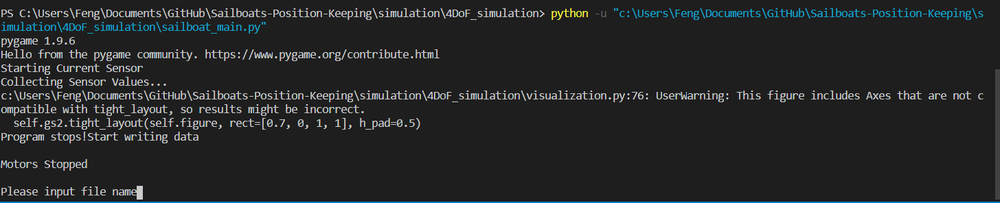 PS C:\Users\Feng\Documents\GitHub\Sailboats-Position-Keeping\simulation\4DoF_simulation> python -u "c:\Users\Feng\Documents\GitHub\Sailboats-Position-Keeping\s
imulation\4DoF_simulation\sailboat_main.py"
pygame 1.9.6
Hello from the pygame community. https://www.pygame.org/contribute.html
Starting Current Sensor
Collecting Sensor Values...
c:\Users\Feng\Documents\GitHub\Sailboats-Position-Keeping\simulation\4DoF_simulation\visualization.py:76: UserWarning: This figure includes Axes that are not c
ompatible with tight_layout, so results might be incorrect.
  self.gs2.tight_layout(self.figure, rect=[0.7, 0, 1, 1], h_pad=0.5)
Program stops!Start writing data
Motors Stopped
Please input file name